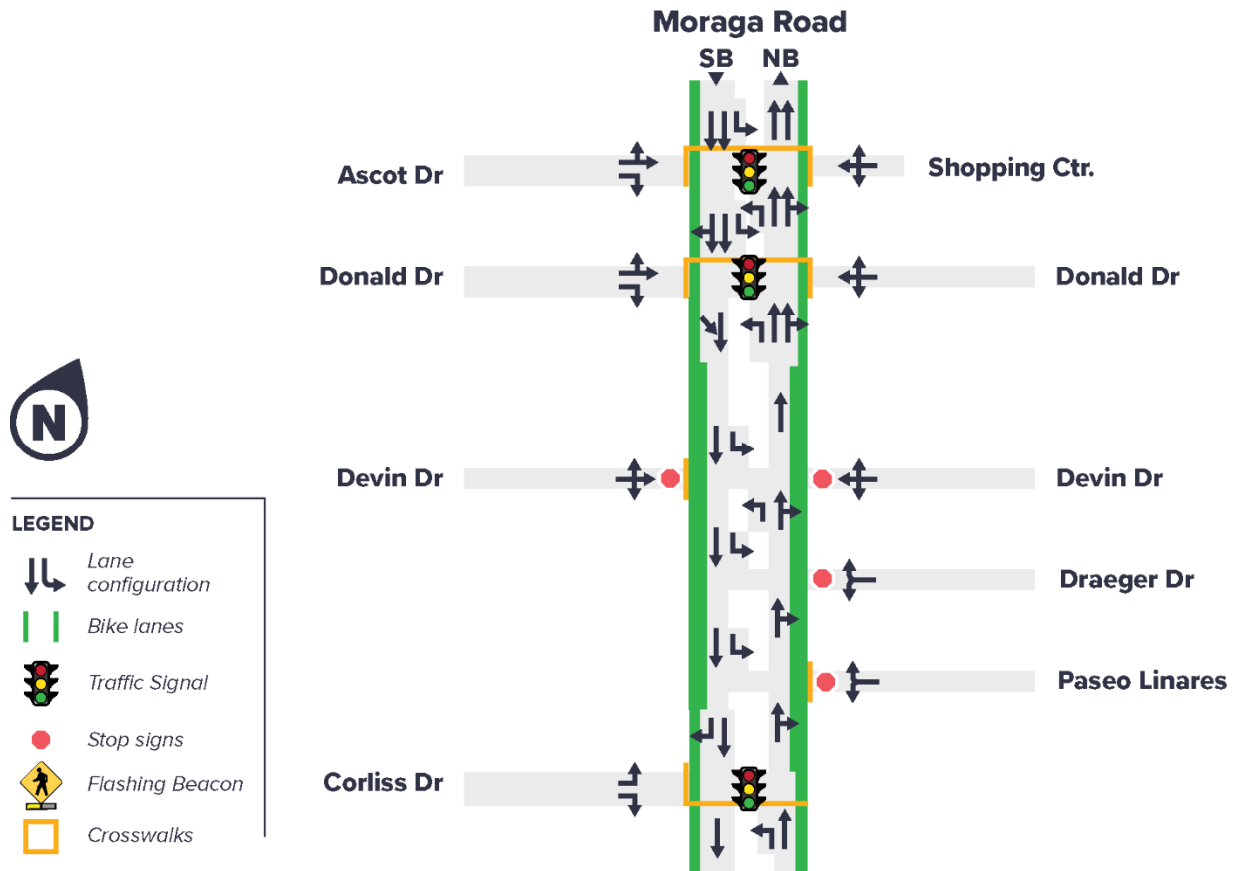 Moraga Road
SB NB
Ascot Dr
Shopping Ctr.
Donald Dr
Donald Dr
N
Devin Dr
Devin Dr
LEGEND
Lane
configuration
Draeger Dr
Bike lanes
Traffic Signal
Paseo Linares
Stop signs
Corliss Dr
Flashing Beacon
Crosswalks